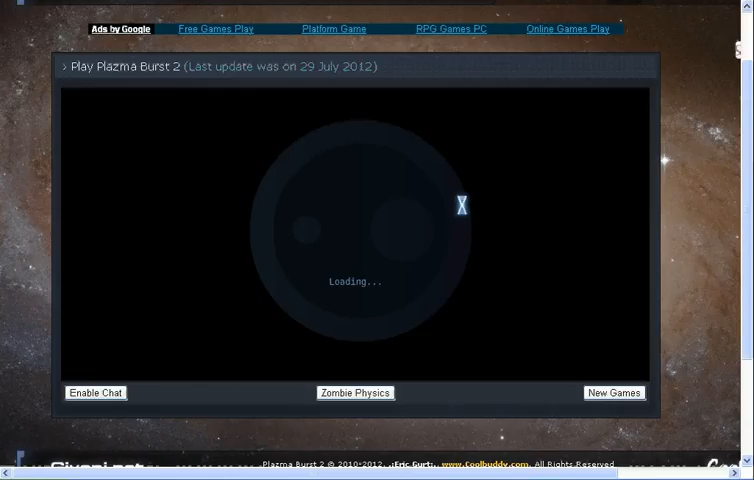 Ads by Google Free Games Play Platform Game RPG Games PC Online Games Play
› Play Plazma Burst 2 (Last update was on 29 July 2012)
Loading...
Enable Chat Zombie Physics New Games
Plazma Burst 2 © 2010-2012, .:Eric Gurt:. www.Coolbuddy.com. All Rights Reserved